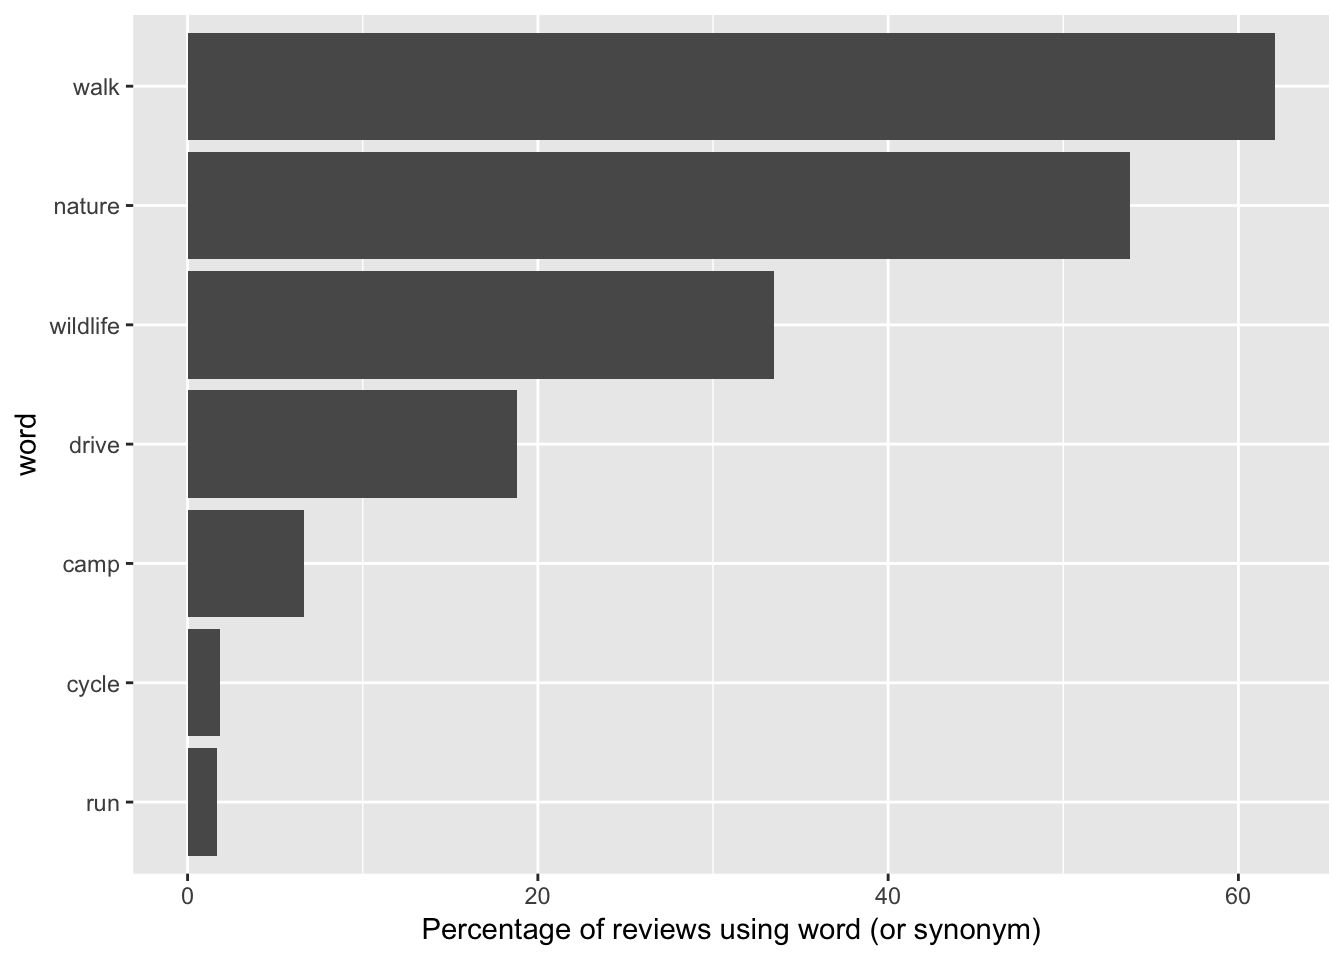 walk
nature
wildlife
drive
camp
cycle
run
word
0 20 40 60
Percentage of reviews using word (or synonym)